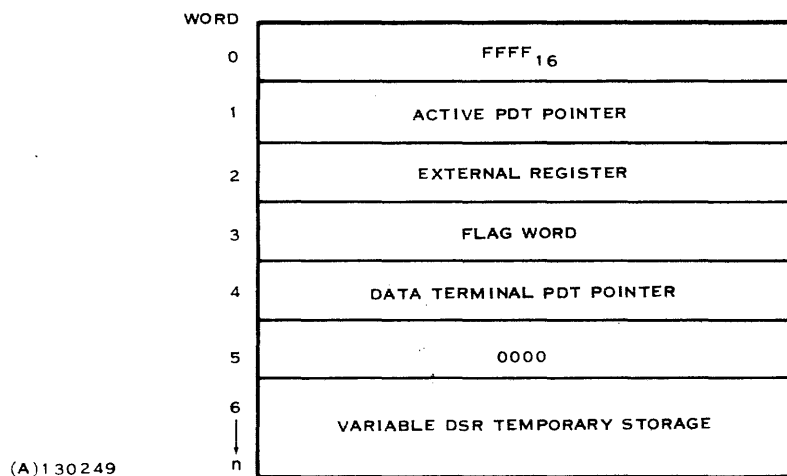 WORD
0 FFFF16
1 ACTIVE PDT POINTER
2 EXTERNAL REGISTER
3 FLAG WORD
4 DATA TERMINAL PDT POINTER
5 0000
6
VARIABLE DSR TEMPORARY STORAGE
n
(A)130249